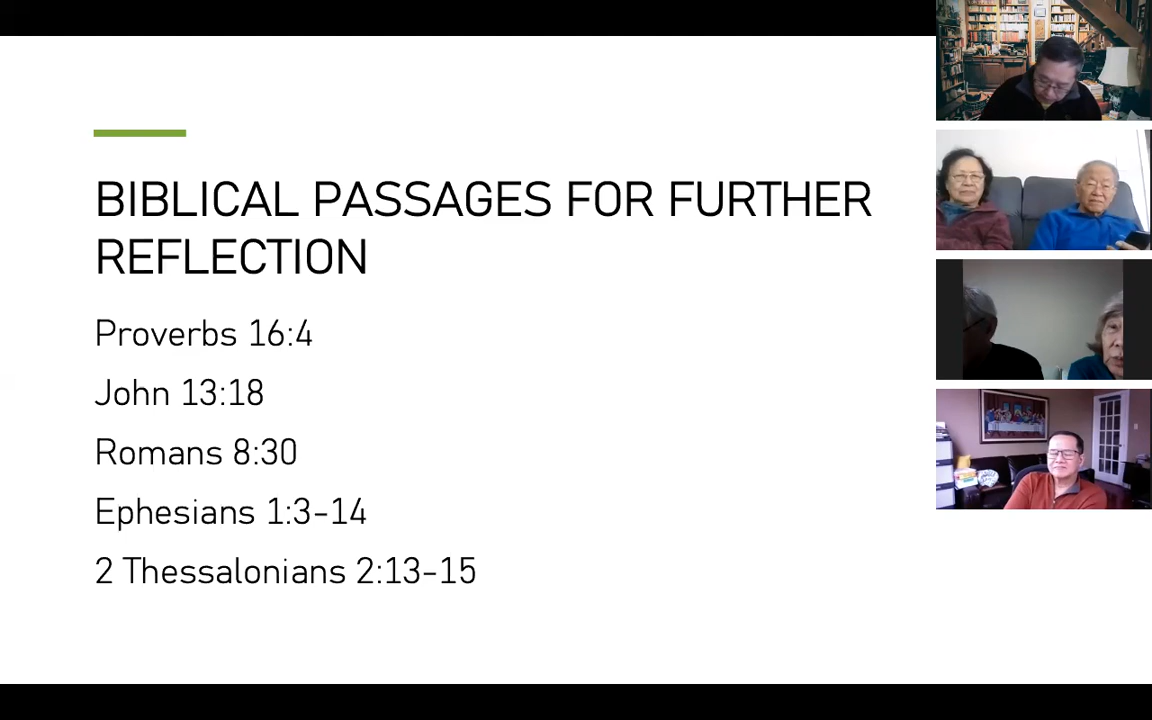 BIBLICAL PASSAGES FOR FURTHER
REFLECTION
Proverbs 16:4
John 13:18
Romans 8:30
Ephesians 1:3-14
2 Thessalonians 2:13-15